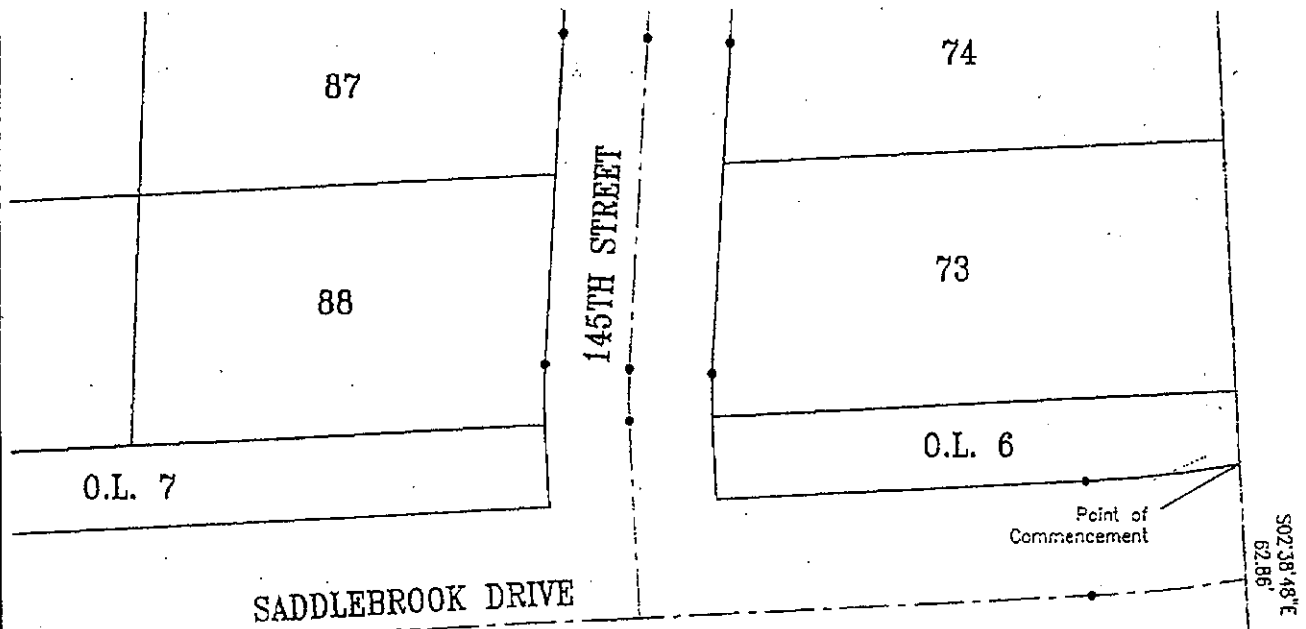 87
74
145TH STREET
88
73
O.L. 7
O.L. 6
Point of
Commencement
S02°38'48"E
62.86'
SADDLEBROOK DRIVE